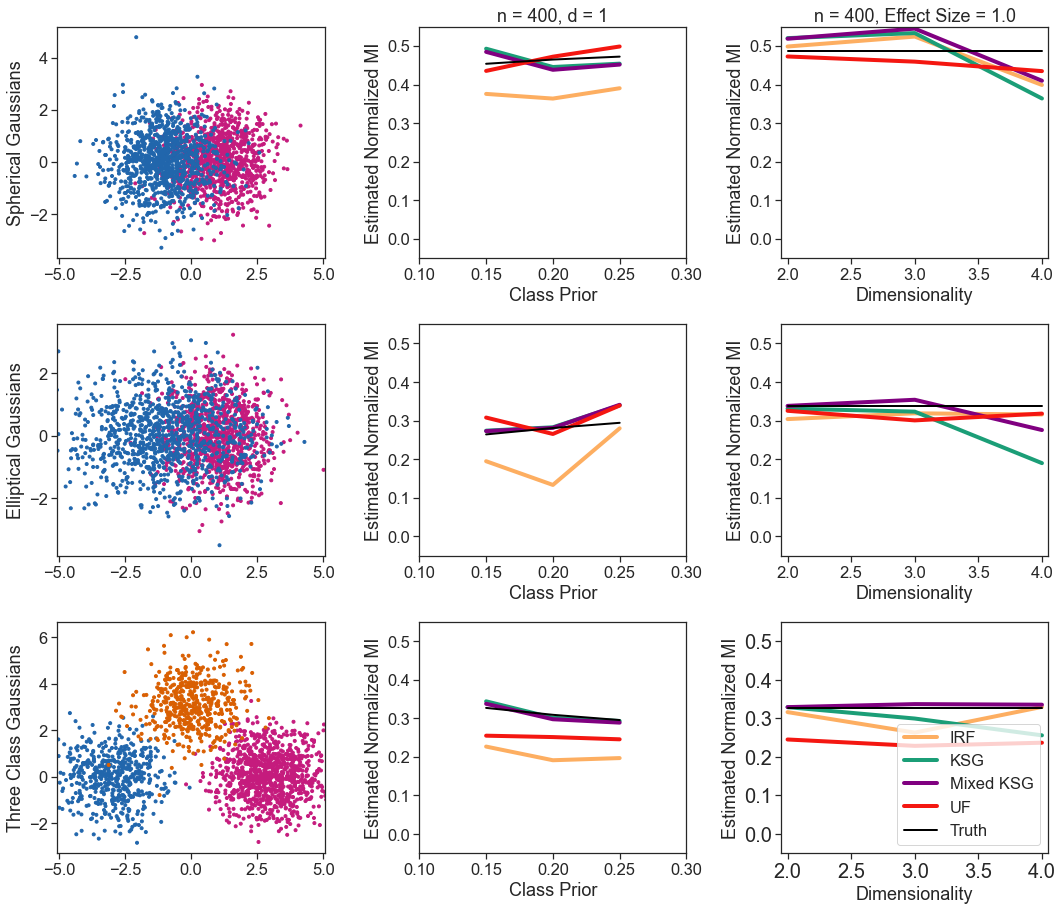 n = 400, d = 1
n = 400, Effect Size = 1.0
Spherical Gaussians
4
2
0
−2
−5.0 −2.5 0.0 2.5 5.0
Estimated Normalized MI
0.5
0.4
0.3
0.2
0.1
0.0
0.10 0.15 0.20 0.25 0.30
Class Prior
Estimated Normalized MI
0.5
0.4
0.3
0.2
0.1
0.0
2.0 2.5 3.0 3.5 4.0
Dimensionality
Elliptical Gaussians
2
0
−2
−5.0 −2.5 0.0 2.5 5.0
Estimated Normalized MI
0.5
0.4
0.3
0.2
0.1
0.0
0.10 0.15 0.20 0.25 0.30
Class Prior
Estimated Normalized MI
0.5
0.4
0.3
0.2
0.1
0.0
2.0 2.5 3.0 3.5 4.0
Dimensionality
Three Class Gaussians
6
4
2
0
−2
−5.0 −2.5 0.0 2.5 5.0
Estimated Normalized MI
0.5
0.4
0.3
0.2
0.1
0.0
0.10 0.15 0.20 0.25 0.30
Class Prior
Estimated Normalized MI
0.5
0.4
0.3
0.2
0.1
0.0
2.0 2.5 3.0 3.5 4.0
Dimensionality
IRF
KSG
Mixed KSG
UF
Truth